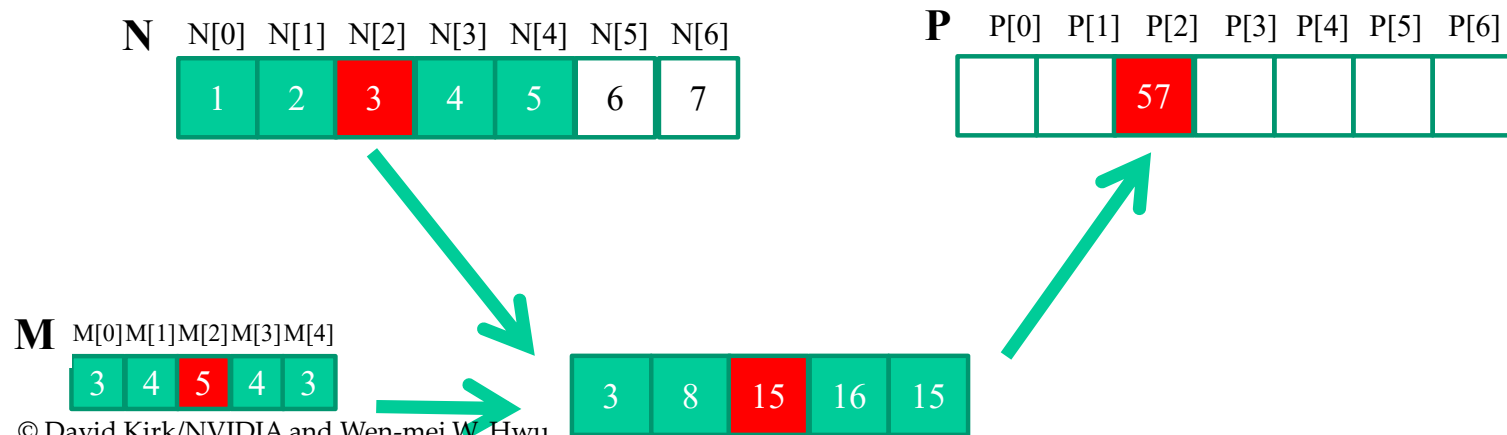 N N[0] N[1] N[2] N[3] N[4] N[5] N[6]
1 2 3 4 5 6 7
P P[0] P[1] P[2] P[3] P[4] P[5] P[6]
57
M M[0] M[1] M[2] M[3] M[4]
3 4 5 4 3
3 8 15 16 15
© David Kirk/NVIDIA and Wen-mei W. Hwu